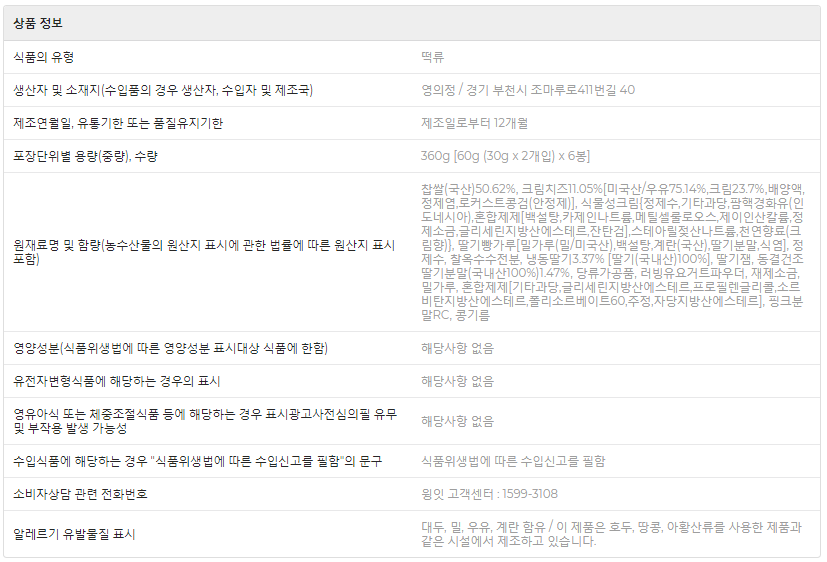 상품 정보
식품의 유형
떡류
생산자 및 소재지(수입품의 경우 생산자, 수입자 및 제조국)
영의정 / 경기 부천시 조마루로411번길 40
제조연월일, 유통기한 또는 품질유지기한
제조일로부터 12개월
포장단위별 용량(중량), 수량
360g [60g (30g x 2개입) x 6봉]
원재료명 및 함량(농수산물의 원산지 표시에 관한 법률에 따른 원산지 표시
포함)
찹쌀(국산)50.62%, 크림치즈11.05%[미국산/우유75.14%,크림23.7%,배양액,
정제염,로커스트콩검(안정제)], 식물성크림{정제수,기타과당,팜핵경화유(인
도네시아),혼합제제[백설탕,카제인나트륨,메틸셀룰로오스,제이인산칼륨,정
제소금,글리세린지방산에스테르,잔탄검],스테아릴젖산나트륨,천연향료(크
림향)}, 딸기빵가루[밀가루(밀/미국산),백설탕,계란(국산),딸기분말,식염], 정
제수, 찰옥수수전분, 냉동딸기3.37% [딸기(국내산)100%], 딸기잼, 동결건조
딸기분말(국내산100%)1.47%, 당류가공품, 러빙유요거트파우더, 재제소금,
밀가루, 혼합제제[기타과당,글리세린지방산에스테르,프로필렌글리콜,소르
비탄지방산에스테르,폴리소르베이트60,주정,자당지방산에스테르], 핑크분
말RC, 콩기름
영양성분(식품위생법에 따른 영양성분 표시대상 식품에 한함)
해당사항 없음
유전자변형식품에 해당하는 경우의 표시
해당사항 없음
영유아식 또는 체중조절식품 등에 해당하는 경우 표시광고사전심의필 유무
및 부작용 발생 가능성
해당사항 없음
수입식품에 해당하는 경우 "식품위생법에 따른 수입신고를 필함"의 문구
식품위생법에 따른 수입신고를 필함
소비자상담 관련 전화번호
윙잇 고객센터 : 1599-3108
알레르기 유발물질 표시
대두, 밀, 우유, 계란 함유 / 이 제품은 호두, 땅콩, 아황산류를 사용한 제품과
같은 시설에서 제조하고 있습니다.